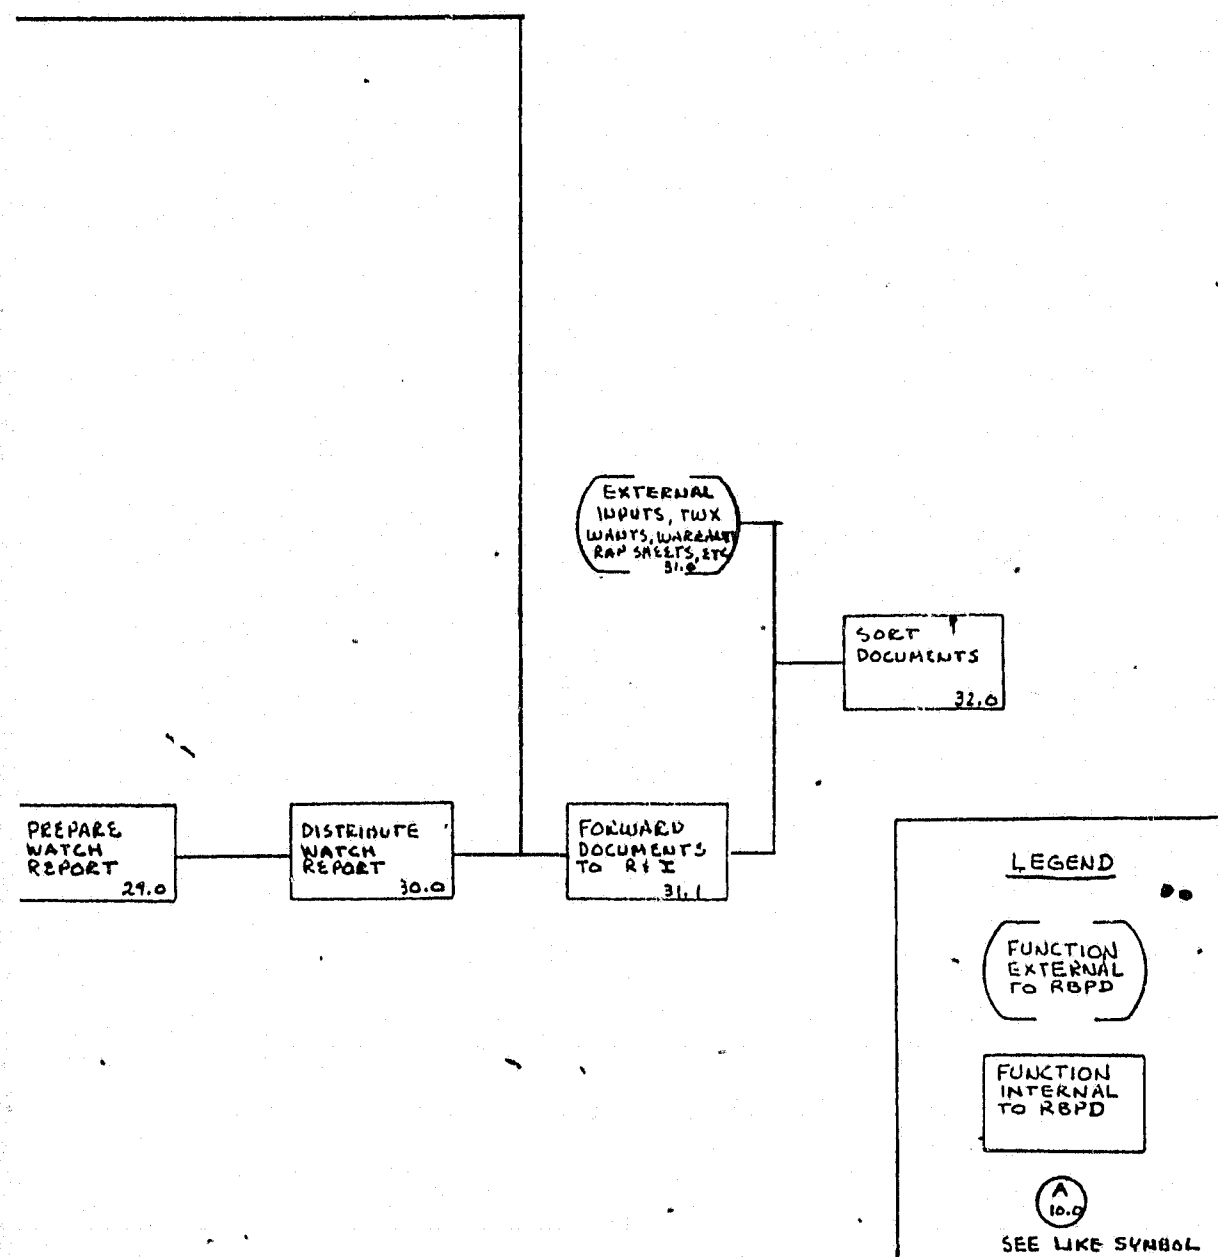 EXTERNAL
INPUTS, TWX
WANTS, WARRANT
RAP SHEETS, ETC
31.0
SORT
DOCUMENTS
32.0
PREPARE
WATCH
REPORT
29.0
DISTRIBUTE
WATCH
REPORT
30.0
FORWARD
DOCUMENTS
TO R & I
31.1
LEGEND
FUNCTION
EXTERNAL
TO RBPD
FUNCTION
INTERNAL
TO RBPD
A
10.0
SEE LIKE SYMBOL